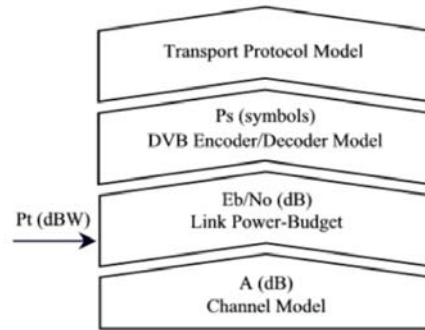 Transport Protocol Model
Ps (symbols)
DVB Encoder/Decoder Model
Eb/No (dB)
Pt (dBW)
Link Power-Budget
A (dB)
Channel Model